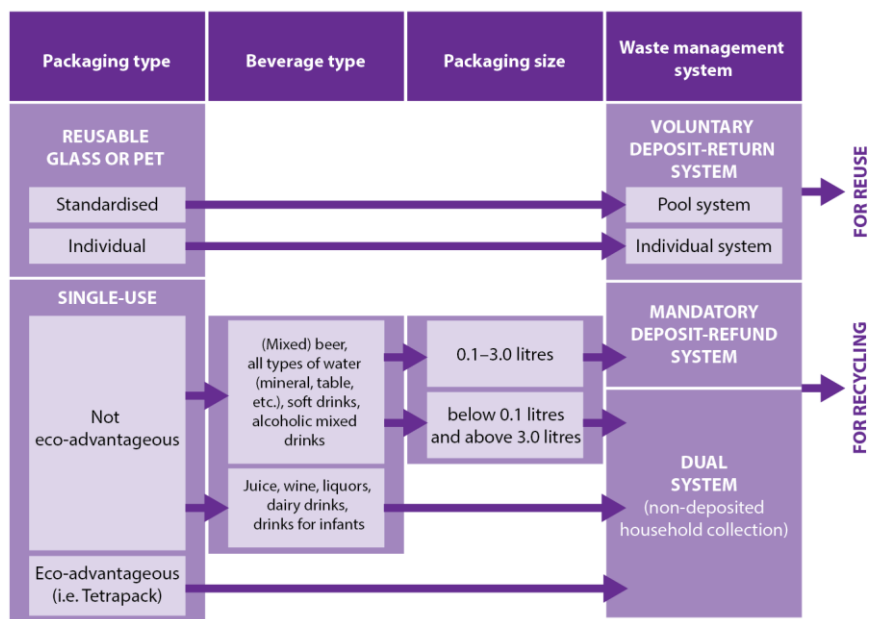 Packaging type
Beverage type
Packaging size
Waste management
system
REUSABLE
GLASS OR PET
Standardised
Individual
VOLUNTARY
DEPOSIT-RETURN
SYSTEM
Pool system
Individual system
FOR REUSE
SINGLE-USE
Not
eco-advantageous
(Mixed) beer,
all types of water
(mineral, table,
etc.), soft drinks,
alcoholic mixed
drinks
0.1–3.0 litres
below 0.1 litres
and above 3.0 litres
MANDATORY
DEPOSIT-REFUND
SYSTEM
Juice, wine, liquors,
dairy drinks,
drinks for infants
Eco-advantageous
(i.e. Tetrapack)
DUAL
SYSTEM
(non-deposited
household collection)
FOR RECYCLING